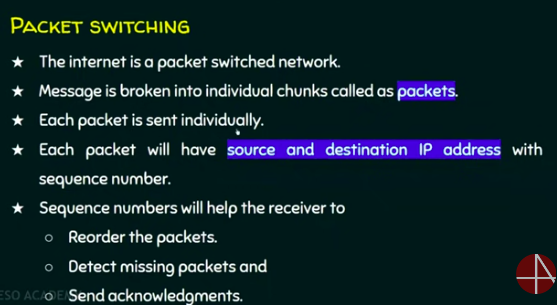 PACKET SWITCHING
★ The internet is a packet switched network.
★ Message is broken into individual chunks called as packets.
★ Each packet is sent individually.
★ Each packet will have source and destination IP address with
sequence number.
★ Sequence numbers will help the receiver to
○ Reorder the packets.
○ Detect missing packets and
○ Send acknowledgments.
ESO ACADE